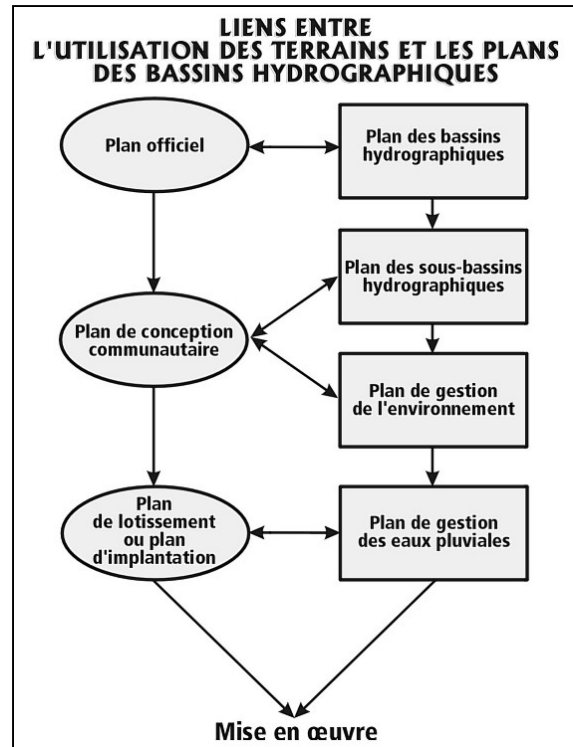 LIENS ENTRE
L'UTILISATION DES TERRAINS ET LES PLANS
DES BASSINS HYDROGRAPHIQUES
Plan officiel
Plan des bassins
hydrographiques
Plan des sous-bassins
hydrographiques
Plan de conception
communautaire
Plan de gestion
de l'environnement
Plan
de lotissement
ou plan
d'implantation
Plan de gestion
des eaux pluviales
Mise en œuvre